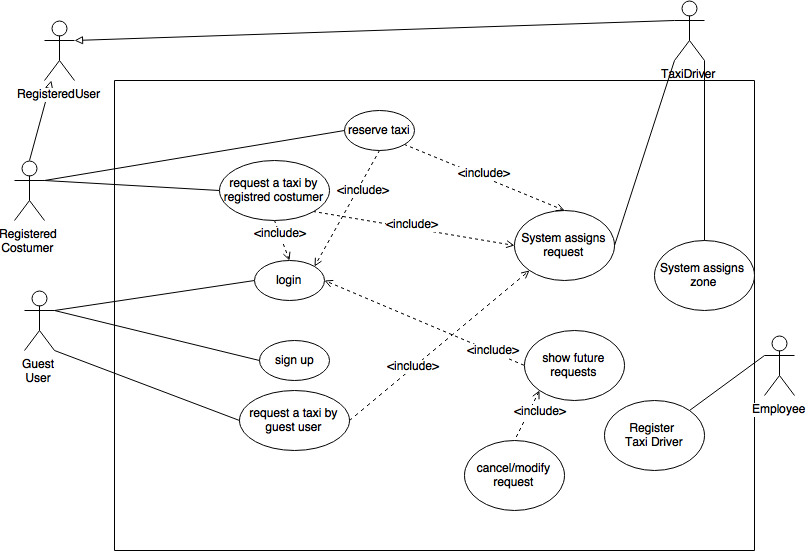 TaxiDriver
RegisteredUser
reserve taxi
<include>
request a taxi by
registred costumer
<include>
Registered
Costumer
<include>
<include>
System assigns
request
System assigns
zone
login
Guest
User
sign up
<include>
show future
requests
<include>
request a taxi by
guest user
<include>
Employee
Register
Taxi Driver
cancel/modify
request